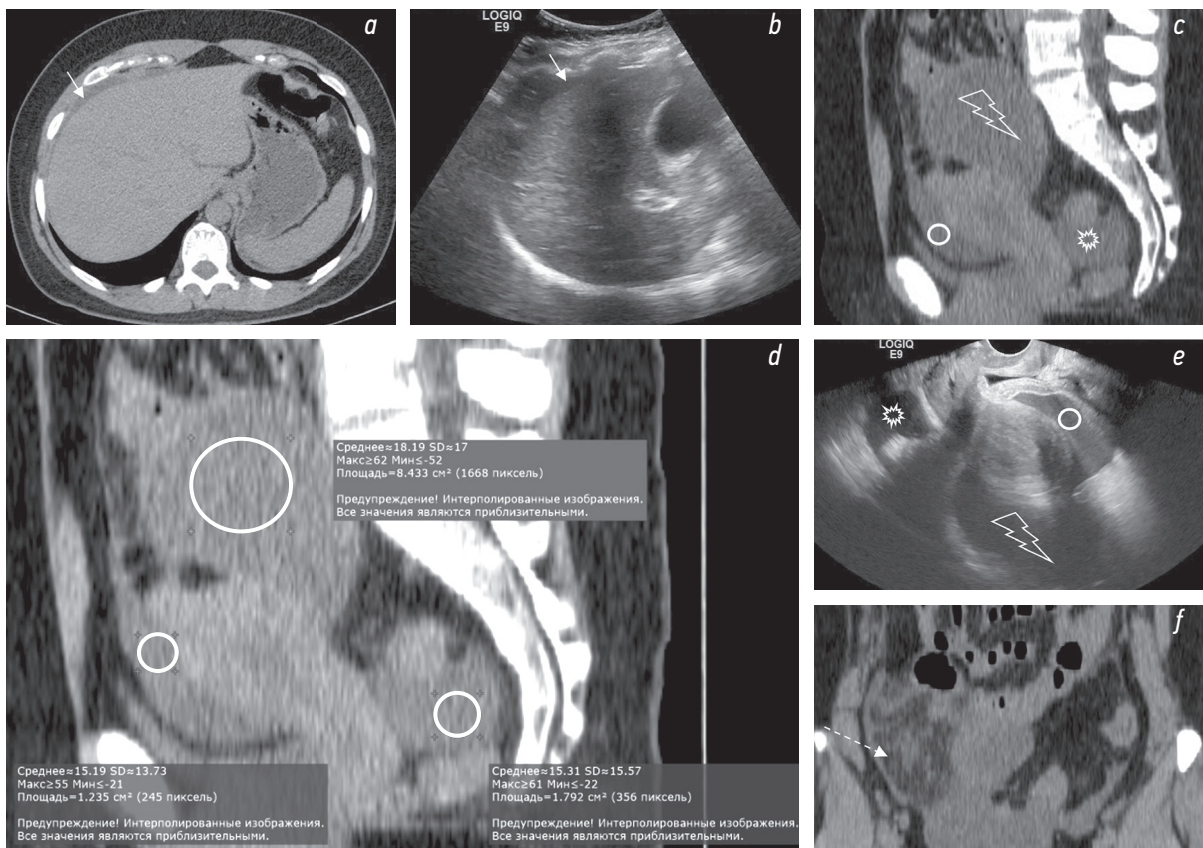 a
LOGIQ
E9
b
c
d
Среднее≈18.19 SD≈17
Макс≥62 Мин≤-52
Площадь=8.433 см² (1668 пиксель)
Предупреждение! Интерполированные изображения.
Все значения являются приблизительными.
Среднее≈15.19 SD≈13.73
Макс≥55 Мин≤-21
Площадь=1.235 см² (245 пиксель)
Предупреждение! Интерполированные изображения.
Все значения являются приблизительными.
Среднее≈15.31 SD≈15.57
Макс≥61 Мин≤-22
Площадь=1.792 см² (356 пиксель)
Предупреждение! Интерполированные изображения.
Все значения являются приблизительными.
LOGIQ
E9
e
f